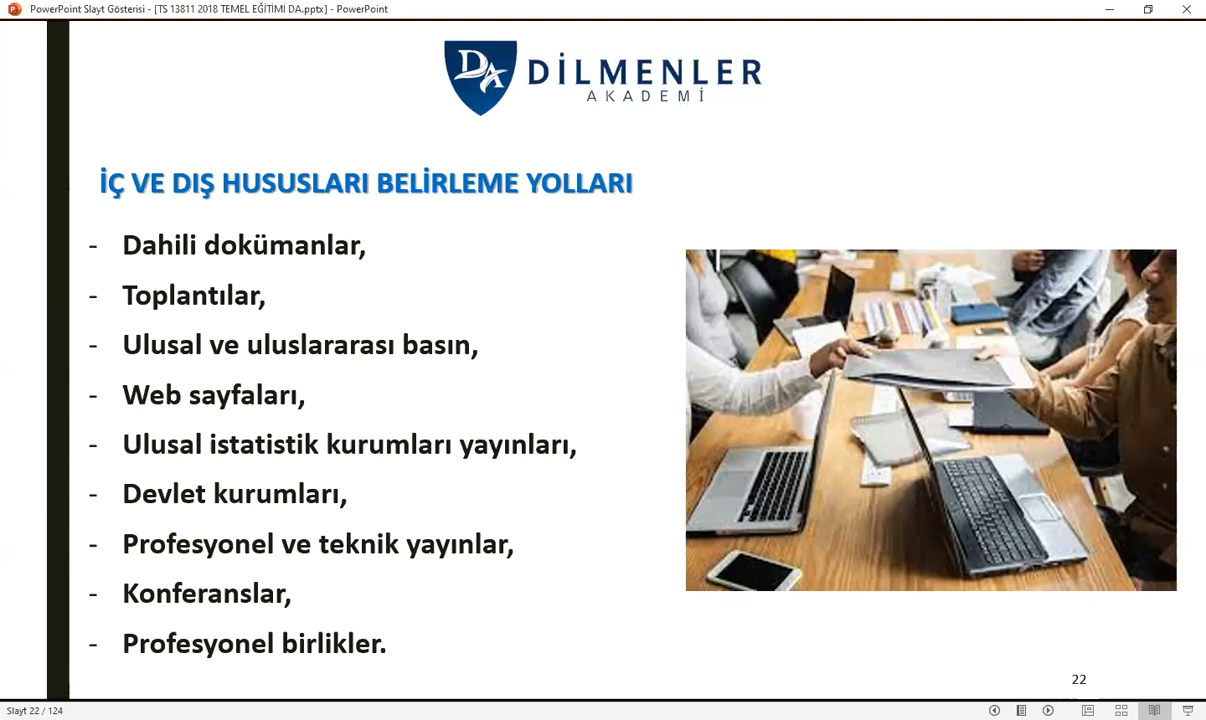 PowerPoint Slayt Gösterisi - [TS 13811 2018 TEMEL EĞİTİMİ DA.pptx] - PowerPoint
DA
DİLMENLER
AKADEMİ
İÇ VE DIŞ HUSUSLARI BELİRLEME YOLLARI
- Dahili dokümanlar,
- Toplantılar,
- Ulusal ve uluslararası basın,
- Web sayfaları,
- Ulusal istatistik kurumları yayınları,
- Devlet kurumları,
- Profesyonel ve teknik yayınlar,
- Konferanslar,
- Profesyonel birlikler.
22
Slayt 22 / 124